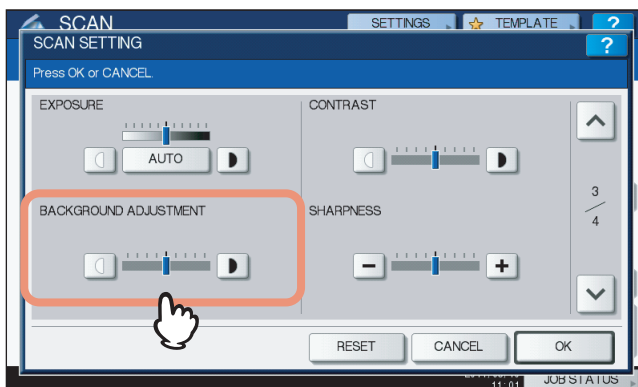 SCAN
SETTINGS
TEMPLATE
?
SCAN SETTING
?
Press OK or CANCEL.
EXPOSURE
CONTRAST
AUTO
3
4
BACKGROUND ADJUSTMENT
SHARPNESS
RESET
CANCEL
OK
11:01
JOB STATUS